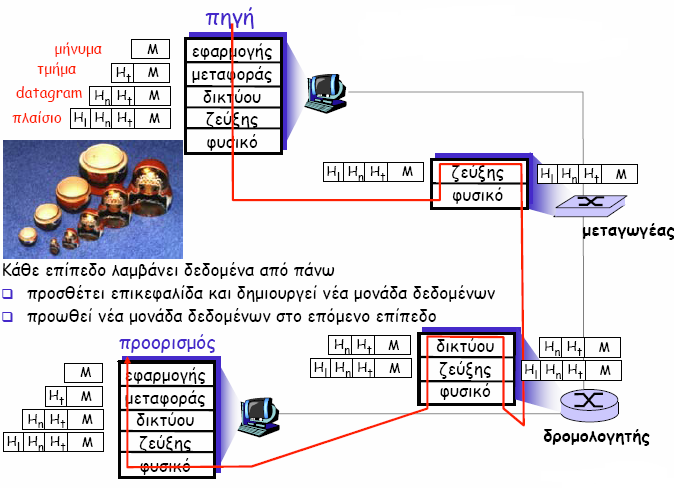 πηγή
μήνυμα M
τμήμα Ht M
datagram Hn Ht M
πλαίσιο Hl Hn Ht M
εφαρμογής
μεταφοράς
δικτύου
ζεύξης
φυσικό
Hl Hn Ht M
ζεύξης
φυσικό
Hl Hn Ht M
μεταγωγέας
Κάθε επίπεδο λαμβάνει δεδομένα από πάνω
προσθέτει επικεφαλίδα και δημιουργεί νέα μονάδα δεδομένων
προωθεί νέα μονάδα δεδομένων στο επόμενο επίπεδο
προορισμός
M
Ht M
Hn Ht M
Hl Hn Ht M
εφαρμογής
μεταφοράς
δικτύου
ζεύξης
φυσικό
Hn Ht M
Hl Hn Ht M
δικτύου
ζεύξης
φυσικό
Hn Ht M
Hl Hn Ht M
δρομολογητής